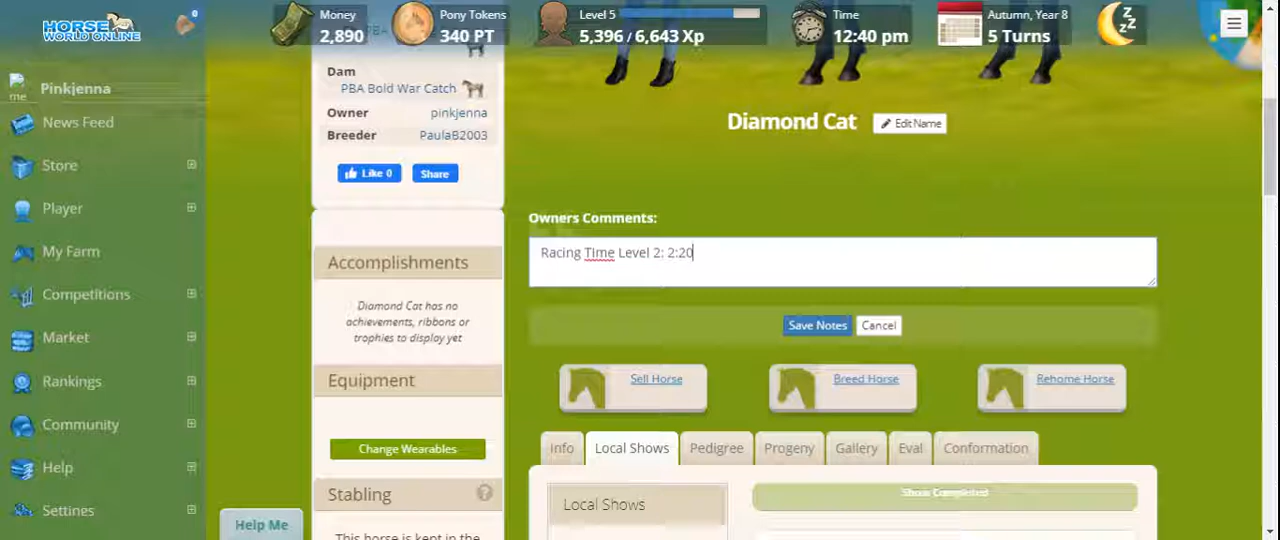 HORSE
WORLD ONLINE
0
Money
2,890
Pony Tokens
340 PT
Level 5
5,396 / 6,643 Xp
Time
12:40 pm
Autumn, Year 8
5 Turns
Z
Z
Z
me
Pinkjenna
News Feed
Store
Player
My Farm
Competitions
Market
Rankings
Community
Help
Settings
Help Me
Dam
PBA Bold War Catch
Owner pinkjenna
Breeder PaulaB2003
Like 0 Share
Accomplishments
Diamond Cat has no
achievements, ribbons or
trophies to display yet
Equipment
Change Wearables
Stabling ?
This horse is kept in the
Diamond Cat
Edit Name
Owners Comments:
Racing Time Level 2: 2:20
Save Notes Cancel
Sell Horse
Breed Horse
Rehome Horse
Info Local Shows Pedigree Progeny Gallery Eval Conformation
Local Shows
Show Completed